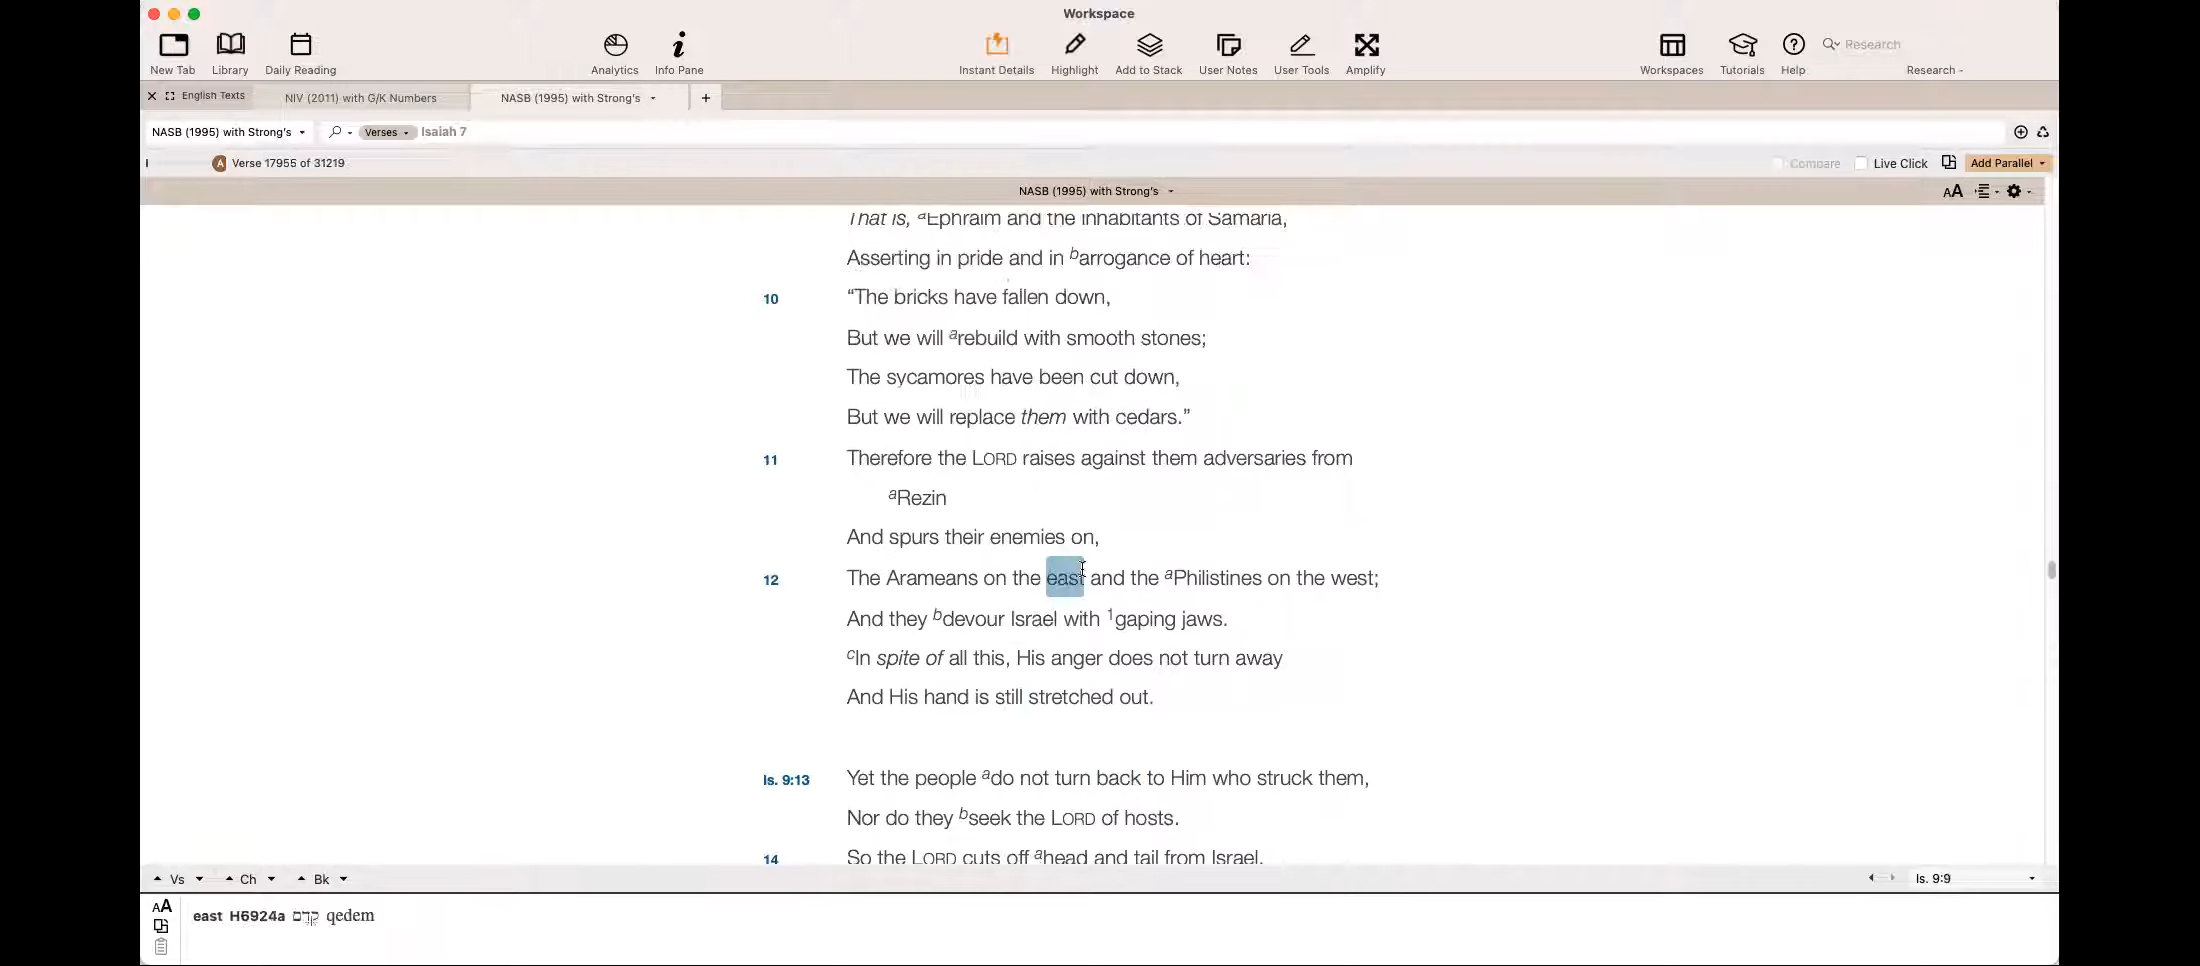 Workspace
New Tab Library Daily Reading Analytics Info Pane Instant Details Highlight Add to Stack User Notes User Tools Amplify Workspaces Tutorials Help Research Research
English Texts NIV (2011) with G/K Numbers NASB (1995) with Strong's +
NASB (1995) with Strong's Verses Isaiah 7
A Verse 17955 of 31219 Compare Live Click Add Parallel
NASB (1995) with Strong's AA
That is, aEphraim and the inhabitants of Samaria,
Asserting in pride and in barrogance of heart:
10 “The bricks have fallen down,
But we will arebuild with smooth stones;
The sycamores have been cut down,
But we will replace them with cedars.”
11 Therefore the LORD raises against them adversaries from
aRezin
And spurs their enemies on,
12 The Arameans on the east and the aPhilistines on the west;
And they bdevour Israel with 1gaping jaws.
cIn spite of all this, His anger does not turn away
And His hand is still stretched out.
Is. 9:13 Yet the people ado not turn back to Him who struck them,
Nor do they bseek the LORD of hosts.
14 So the LORD cuts off ahead and tail from Israel,
Vs Ch Bk Is. 9:9
AA east H6924a קֶדֶם qedem